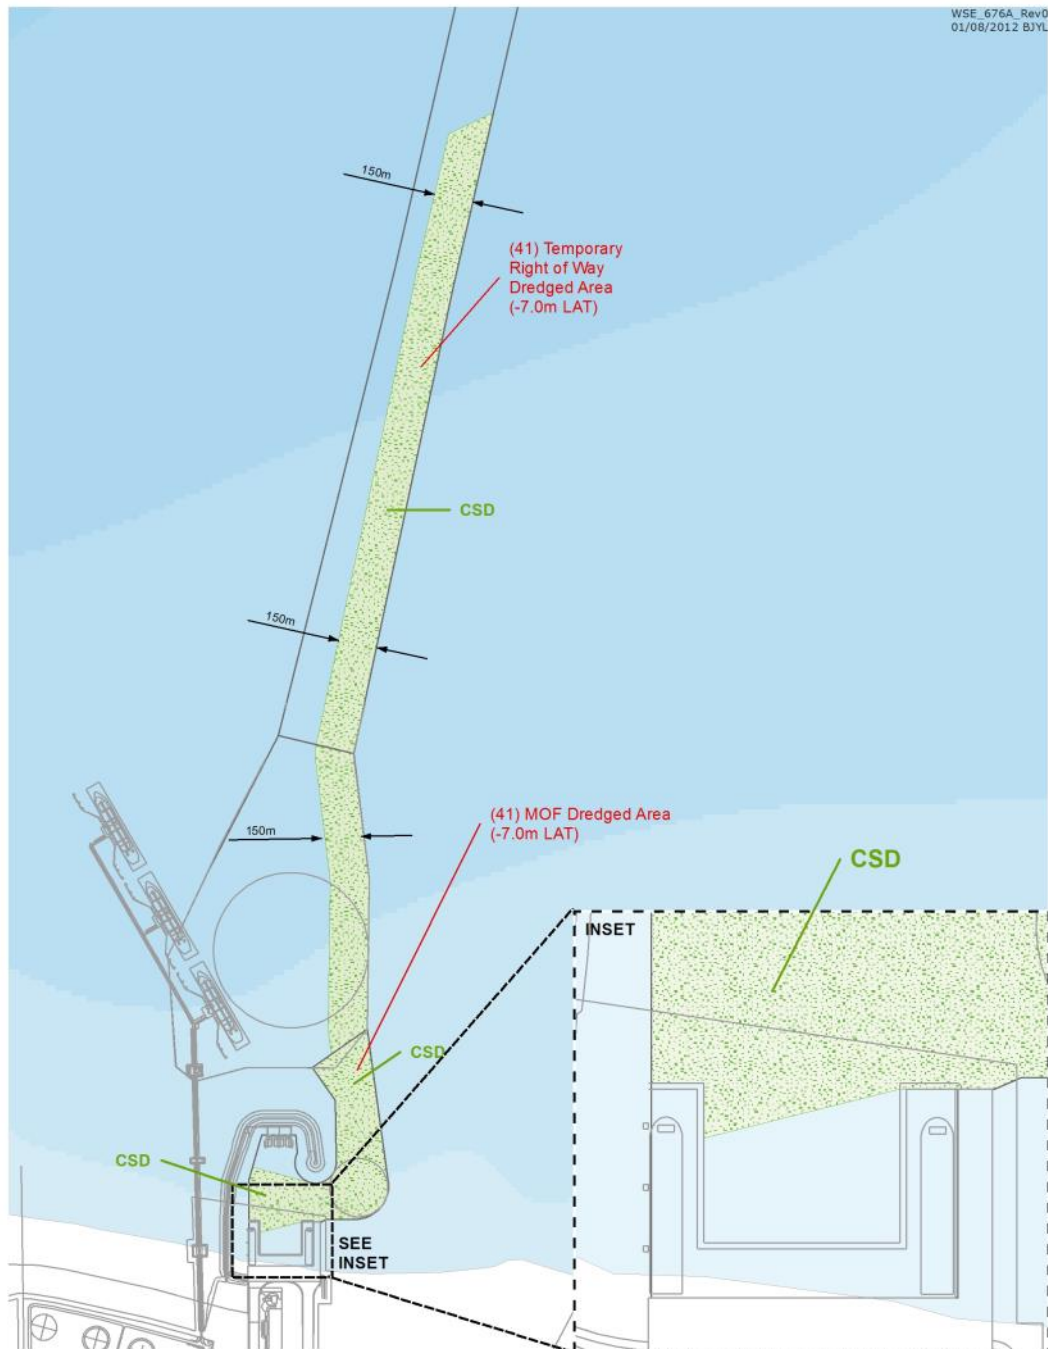 WSE_676A_Rev0
01/08/2012 BJYL
150m
(41) Temporary
Right of Way
Dredged Area
(-7.0m LAT)
CSD
150m
(41) MOF Dredged Area
(-7.0m LAT)
150m
CSD
INSET
CSD
CSD
SEE
INSET